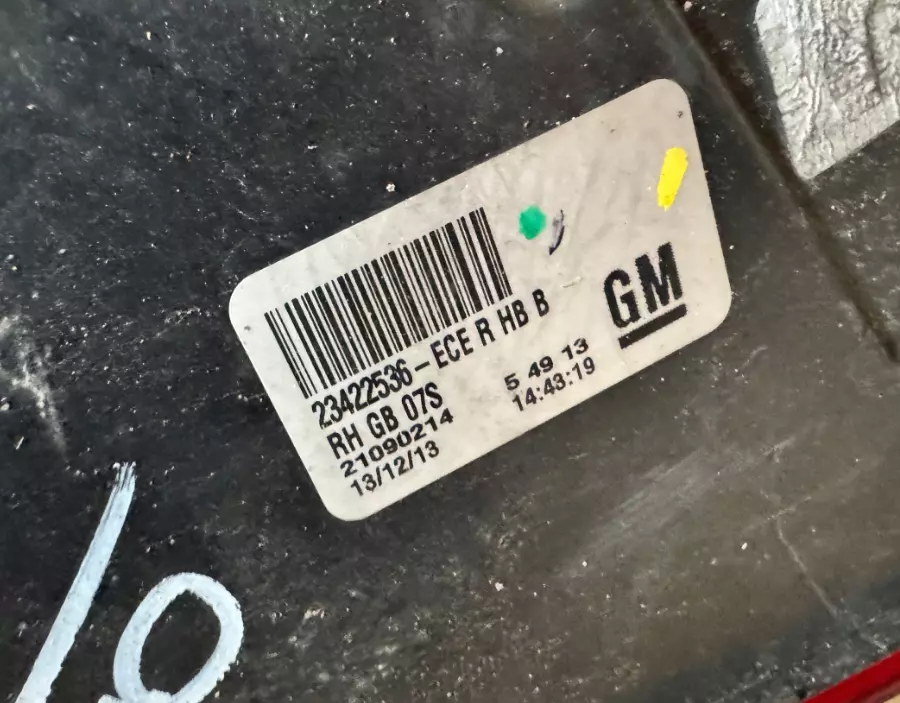 23422536-ECE R HB B
RH GB 07S
21090214
13/12/13
5 49 13
14:43:19
GM